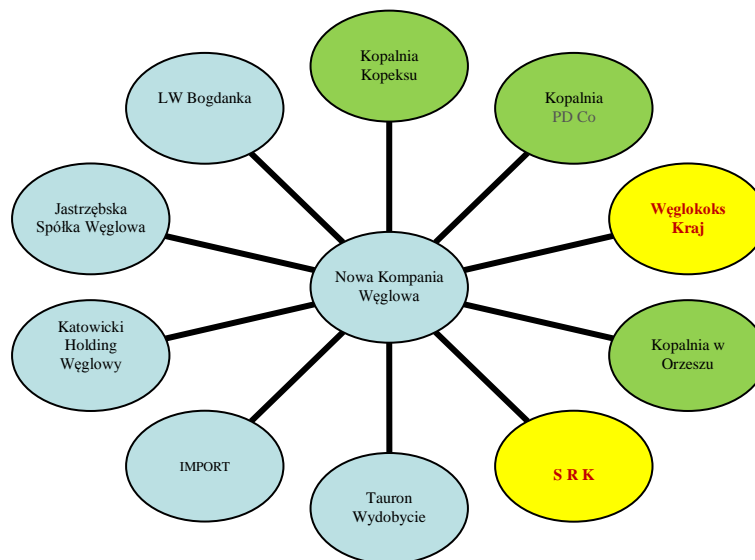 Kopalnia
Kopeksu
LW Bogdanka
Kopalnia
PD Co
Jastrzębska
Spółka Węglowa
Węglokoks
Kraj
Nowa Kompania
Węglowa
Katowicki
Holding
Węglowy
Kopalnia w
Orzeszu
IMPORT
S R K
Tauron
Wydobycie